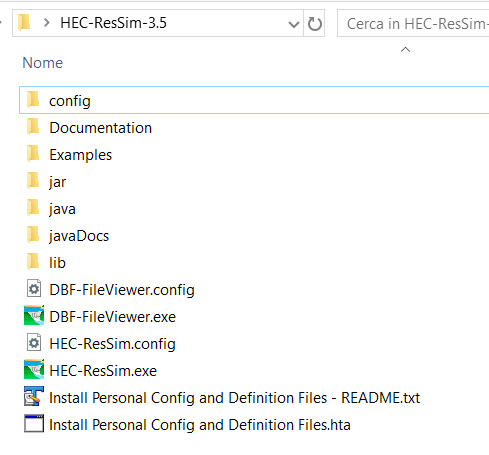 HEC-ResSim-3.5
Cerca in HEC-ResSim-
Nome
config
Documentation
Examples
jar
java
javaDocs
lib
DBF-FileViewer.config
DBF-FileViewer.exe
HEC-ResSim.config
HEC-ResSim.exe
Install Personal Config and Definition Files - README.txt
Install Personal Config and Definition Files.hta